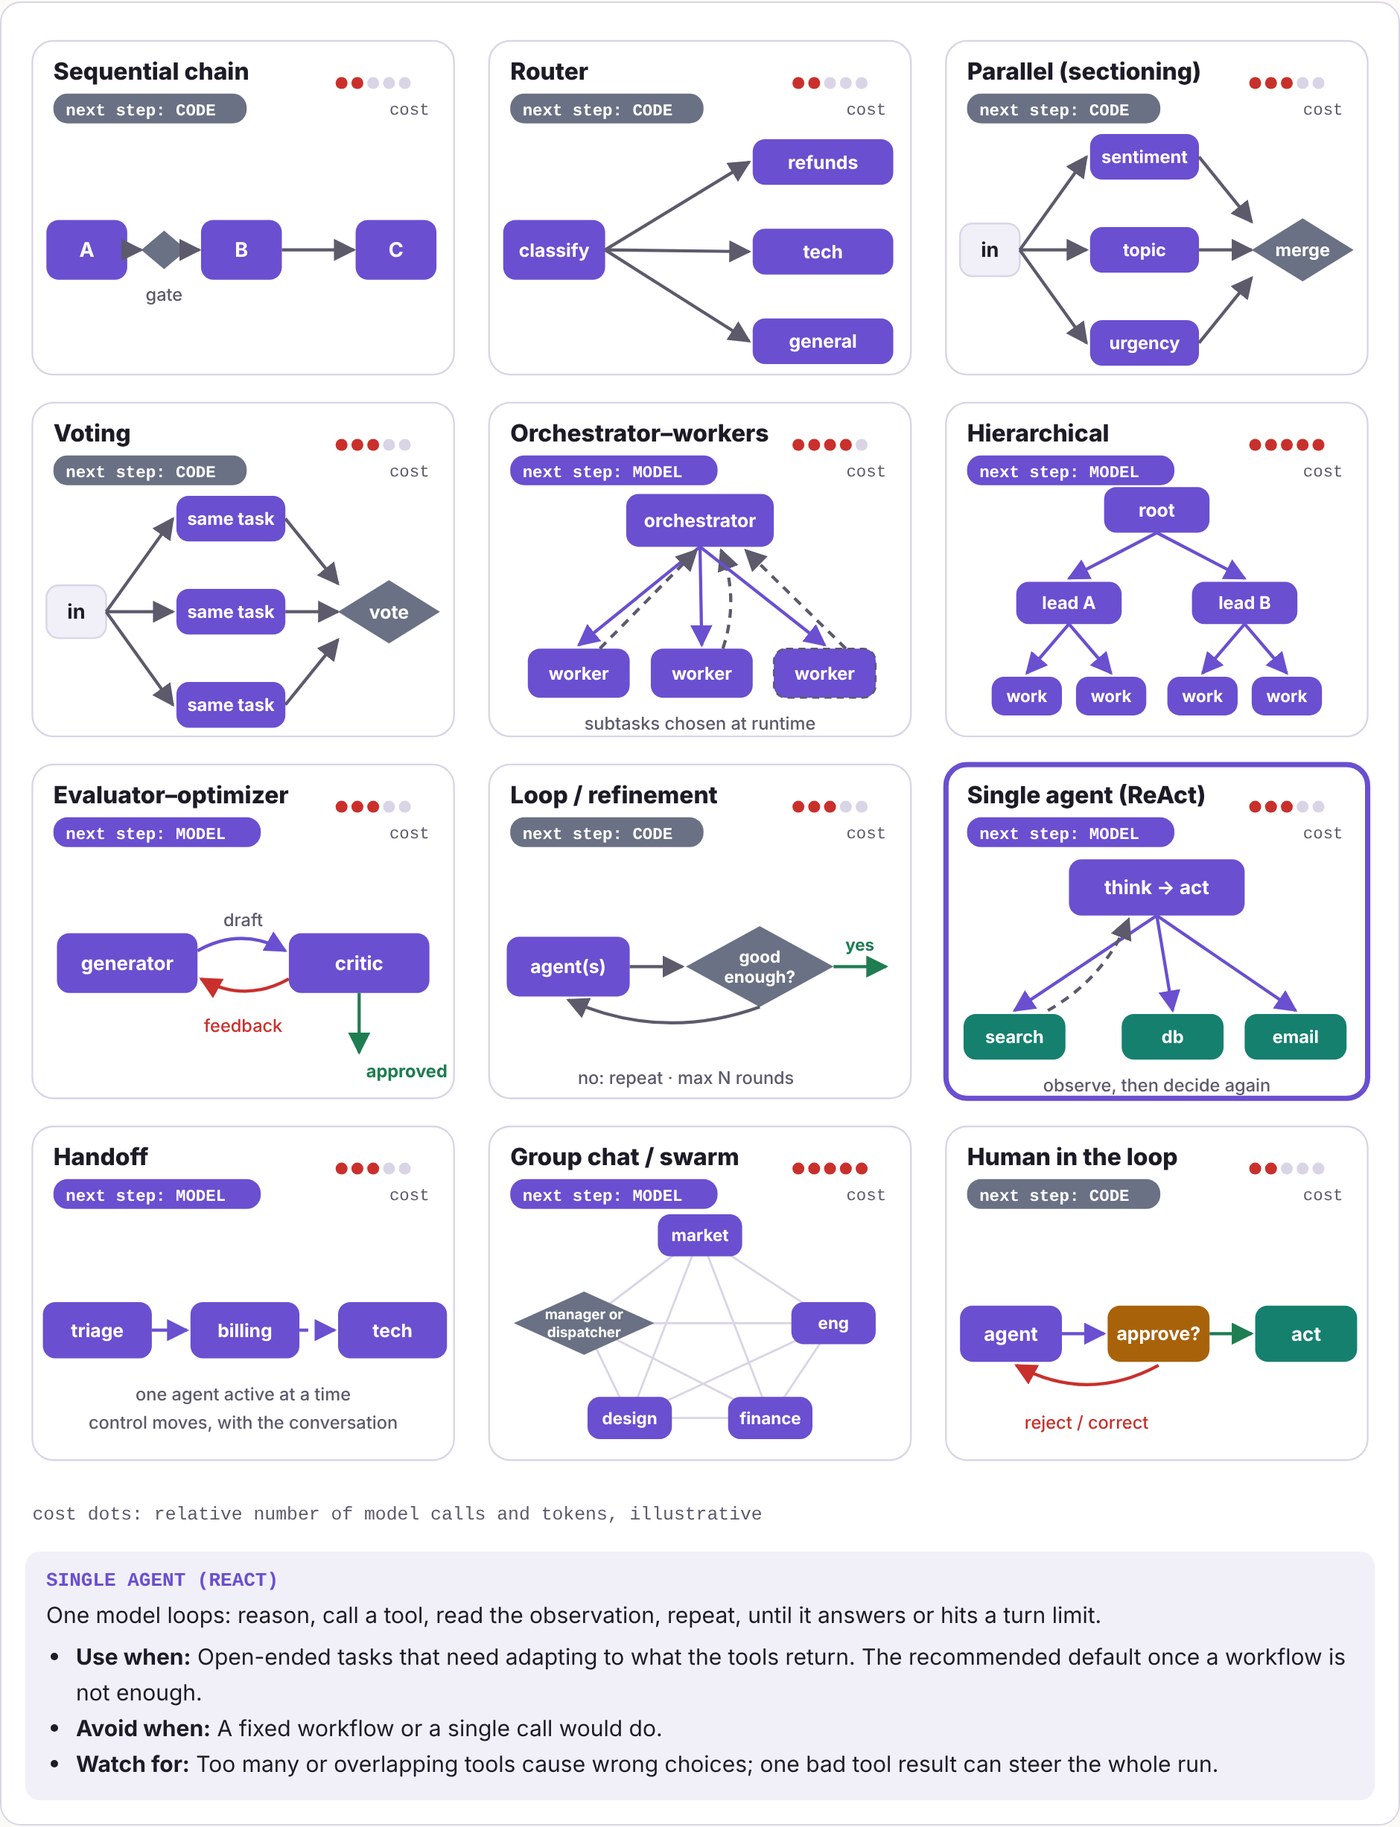 Sequential chain
next step: CODE
cost
A
B
C
gate
Router
next step: CODE
cost
classify
refunds
tech
general
Parallel (sectioning)
next step: CODE
cost
in
sentiment
topic
urgency
merge
Voting
next step: CODE
cost
in
same task
same task
same task
vote
Orchestrator–workers
next step: MODEL
cost
orchestrator
worker
worker
worker
subtasks chosen at runtime
Hierarchical
next step: MODEL
cost
root
lead A
lead B
work
work
work
work
Evaluator–optimizer
next step: MODEL
cost
draft
generator
critic
feedback
approved
Loop / refinement
next step: CODE
cost
agent(s)
good
enough?
yes
no: repeat · max N rounds
Single agent (ReAct)
next step: MODEL
cost
think → act
search
db
email
observe, then decide again
Handoff
next step: MODEL
cost
triage
billing
tech
one agent active at a time
control moves, with the conversation
Group chat / swarm
next step: MODEL
cost
market
manager or
dispatcher
eng
design
finance
Human in the loop
next step: CODE
cost
agent
approve?
act
reject / correct
cost dots: relative number of model calls and tokens, illustrative
SINGLE AGENT (REACT)
One model loops: reason, call a tool, read the observation, repeat, until it answers or hits a turn limit.
• Use when: Open-ended tasks that need adapting to what the tools return. The recommended default once a workflow is
not enough.
• Avoid when: A fixed workflow or a single call would do.
• Watch for: Too many or overlapping tools cause wrong choices; one bad tool result can steer the whole run.